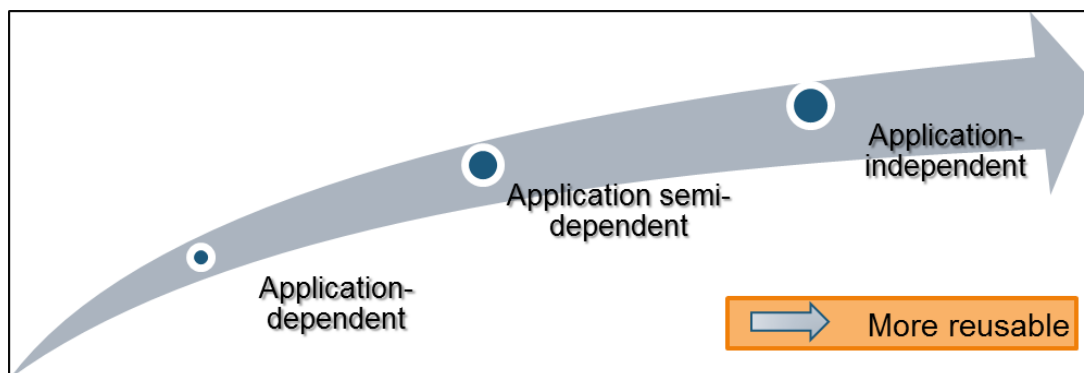 Application-
dependent
Application semi-
dependent
Application-
independent
More reusable